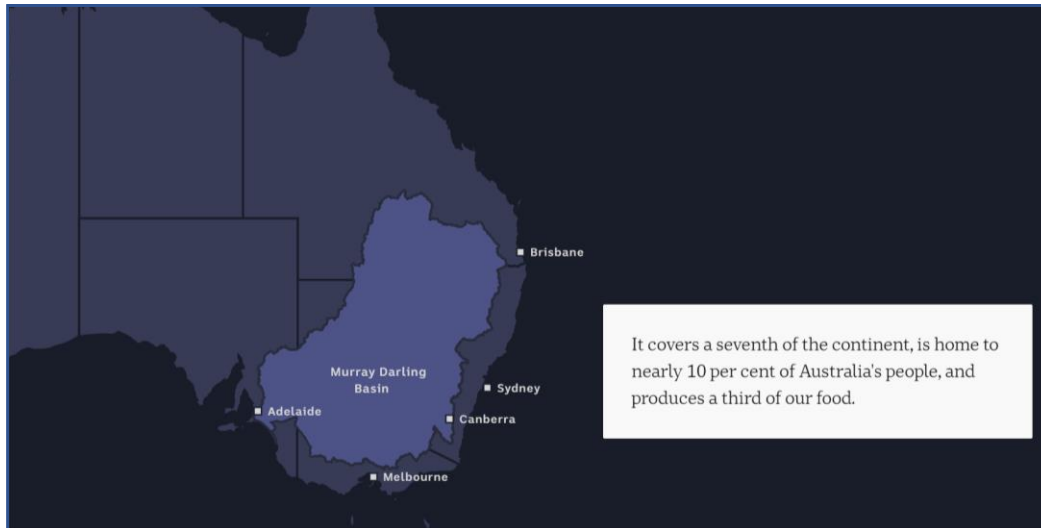 Brisbane
It covers a seventh of the continent, is home to
nearly 10 per cent of Australia's people, and
produces a third of our food.
Murray Darling
Basin
Sydney
Adelaide
Canberra
Melbourne